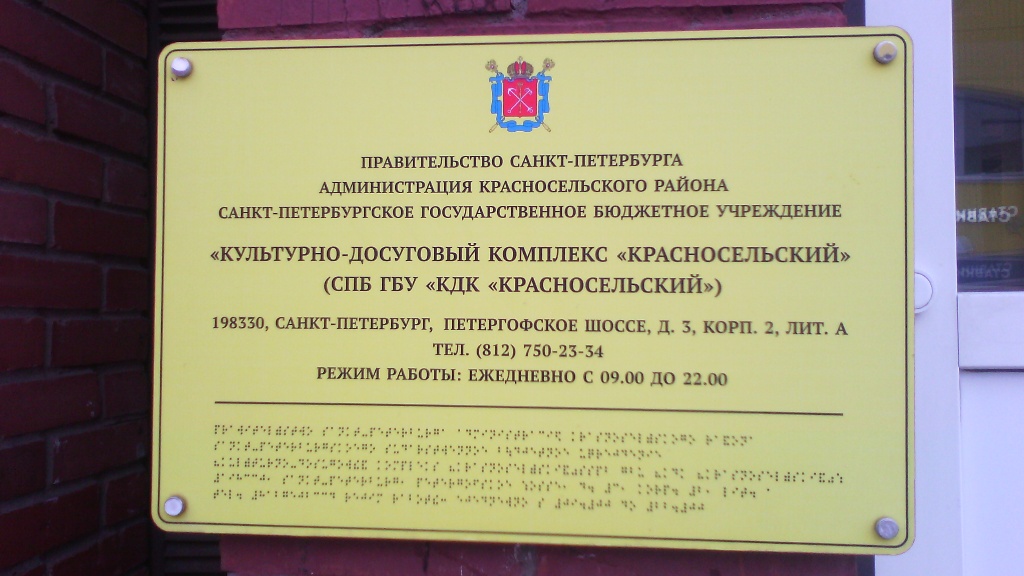 ПРАВИТЕЛЬСТВО САНКТ-ПЕТЕРБУРГА
АДМИНИСТРАЦИЯ КРАСНОСЕЛЬСКОГО РАЙОНА
САНКТ-ПЕТЕРБУРГСКОЕ ГОСУДАРСТВЕННОЕ БЮДЖЕТНОЕ УЧРЕЖДЕНИЕ
«КУЛЬТУРНО-ДОСУГОВЫЙ КОМПЛЕКС «КРАСНОСЕЛЬСКИЙ»
(СПБ ГБУ «КДК «КРАСНОСЕЛЬСКИЙ»)
198330, САНКТ-ПЕТЕРБУРГ, ПЕТЕРГОФСКОЕ ШОССЕ, Д. 3, КОРП. 2, ЛИТ. А
ТЕЛ. (812) 750-23-34
РЕЖИМ РАБОТЫ: ЕЖЕДНЕВНО С 09.00 ДО 22.00